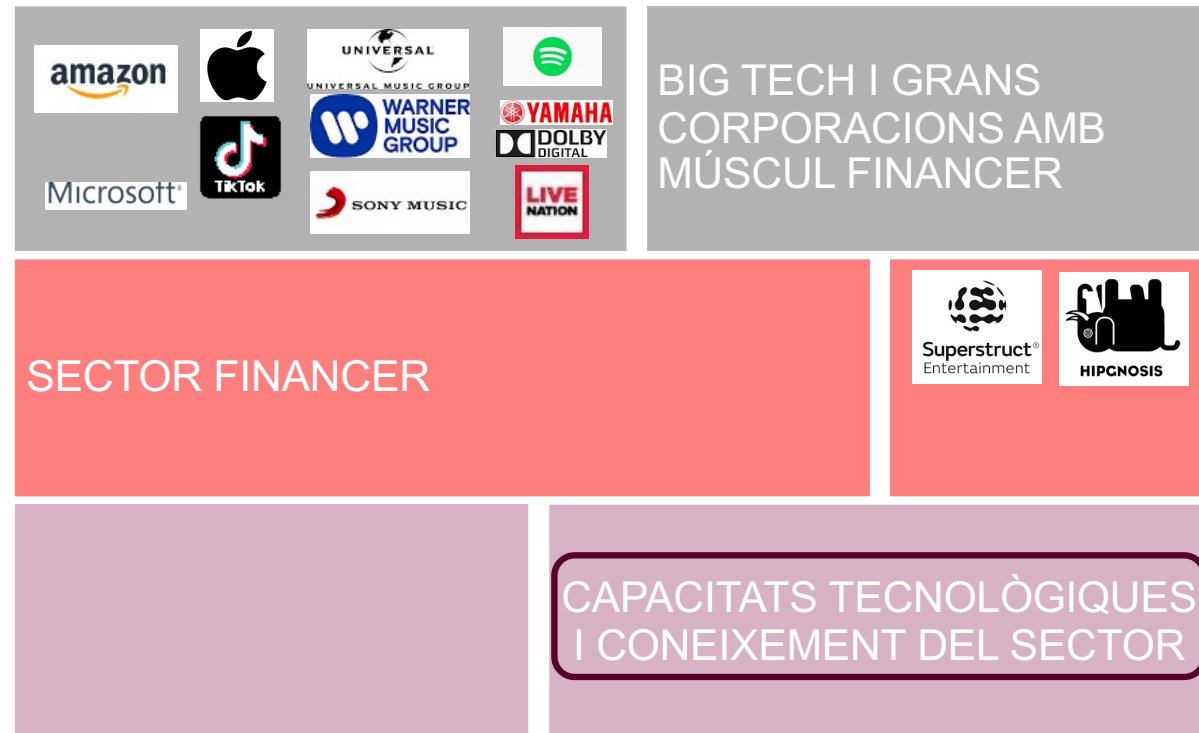 amazon
UNIVERSAL
UNIVERSAL MUSIC GROUP
WARNER
MUSIC
GROUP
YAMAHA
DOLBY
DIGITAL
TikTok
Microsoft
SONY MUSIC
LIVE
NATION
BIG TECH I GRANS
CORPORACIONS AMB
MÚSCUL FINANCER
SECTOR FINANCER
Superstruct®
Entertainment
HIPGNOSIS
CAPACITATS TECNOLÒGIQUES
I CONEIXEMENT DEL SECTOR